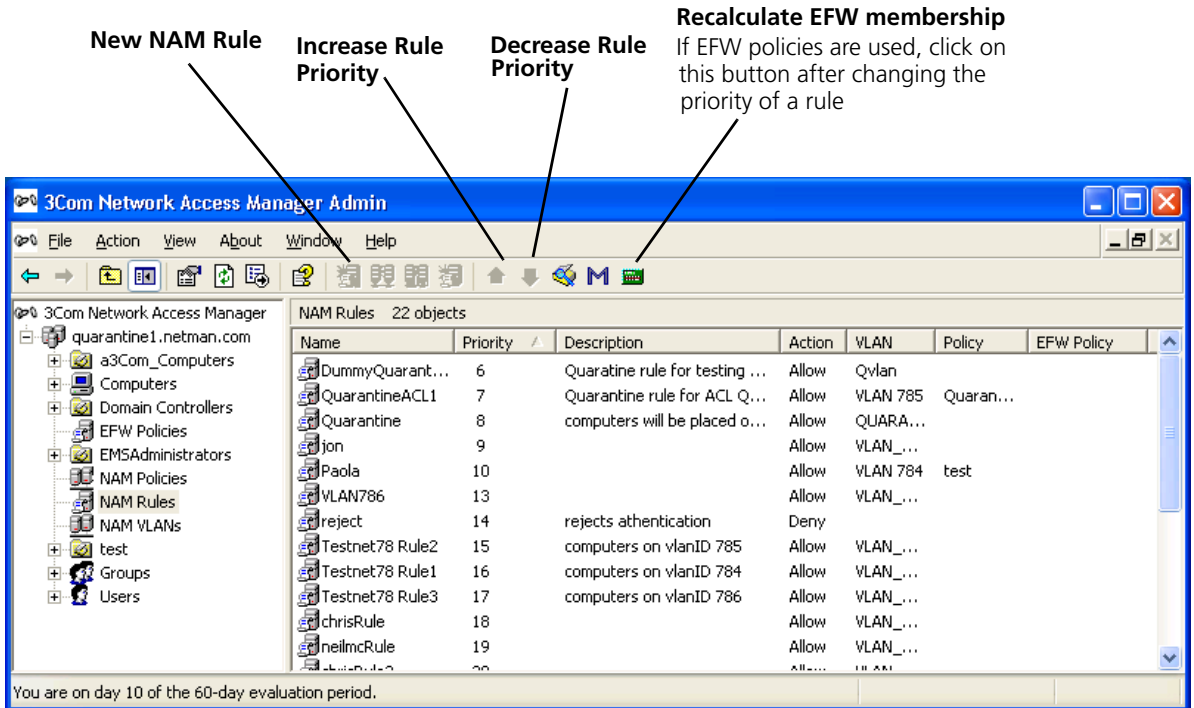 New NAM Rule
Increase Rule
Priority
Decrease Rule
Priority
Recalculate EFW membership
If EFW policies are used, click on
this button after changing the
priority of a rule
3Com Network Access Manager Admin
File Action View About Window Help
3Com Network Access Manager
quarantine1.netman.com
a3Com_Computers
Computers
Domain Controllers
EFW Policies
EMSAdministrators
NAM Policies
NAM Rules
NAM VLANs
test
Groups
Users
NAM Rules 22 objects
Name Priority Description Action VLAN Policy EFW Policy
DummyQuarant... 6 Quaratine rule for testing ... Allow Qvlan
QuarantineACL1 7 Quarantine rule for ACL Q... Allow VLAN 785 Quaran...
Quarantine 8 computers will be placed o... Allow QUARA...
jon 9 Allow VLAN_...
Paola 10 Allow VLAN 784 test
VLAN786 13 Allow VLAN_...
reject 14 rejects athentication Deny
Testnet78 Rule2 15 computers on vlanID 785 Allow VLAN_...
Testnet78 Rule1 16 computers on vlanID 784 Allow VLAN_...
Testnet78 Rule3 17 computers on vlanID 786 Allow VLAN_...
chrisRule 18 Allow VLAN_...
neilmcRule 19 Allow VLAN_...
You are on day 10 of the 60-day evaluation period.